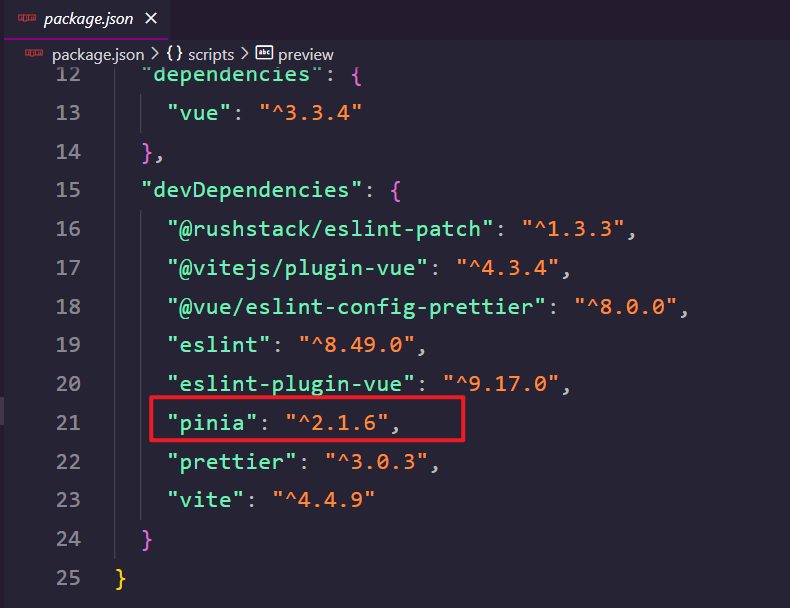 package.json ×
package.json > {} scripts > abc preview
12 "dependencies": {
13 "vue": "^3.3.4"
14 },
15 "devDependencies": {
16 "@rushstack/eslint-patch": "^1.3.3",
17 "@vitejs/plugin-vue": "^4.3.4",
18 "@vue/eslint-config-prettier": "^8.0.0",
19 "eslint": "^8.49.0",
20 "eslint-plugin-vue": "^9.17.0",
21 "pinia": "^2.1.6",
22 "prettier": "^3.0.3",
23 "vite": "^4.4.9"
24 }
25 }